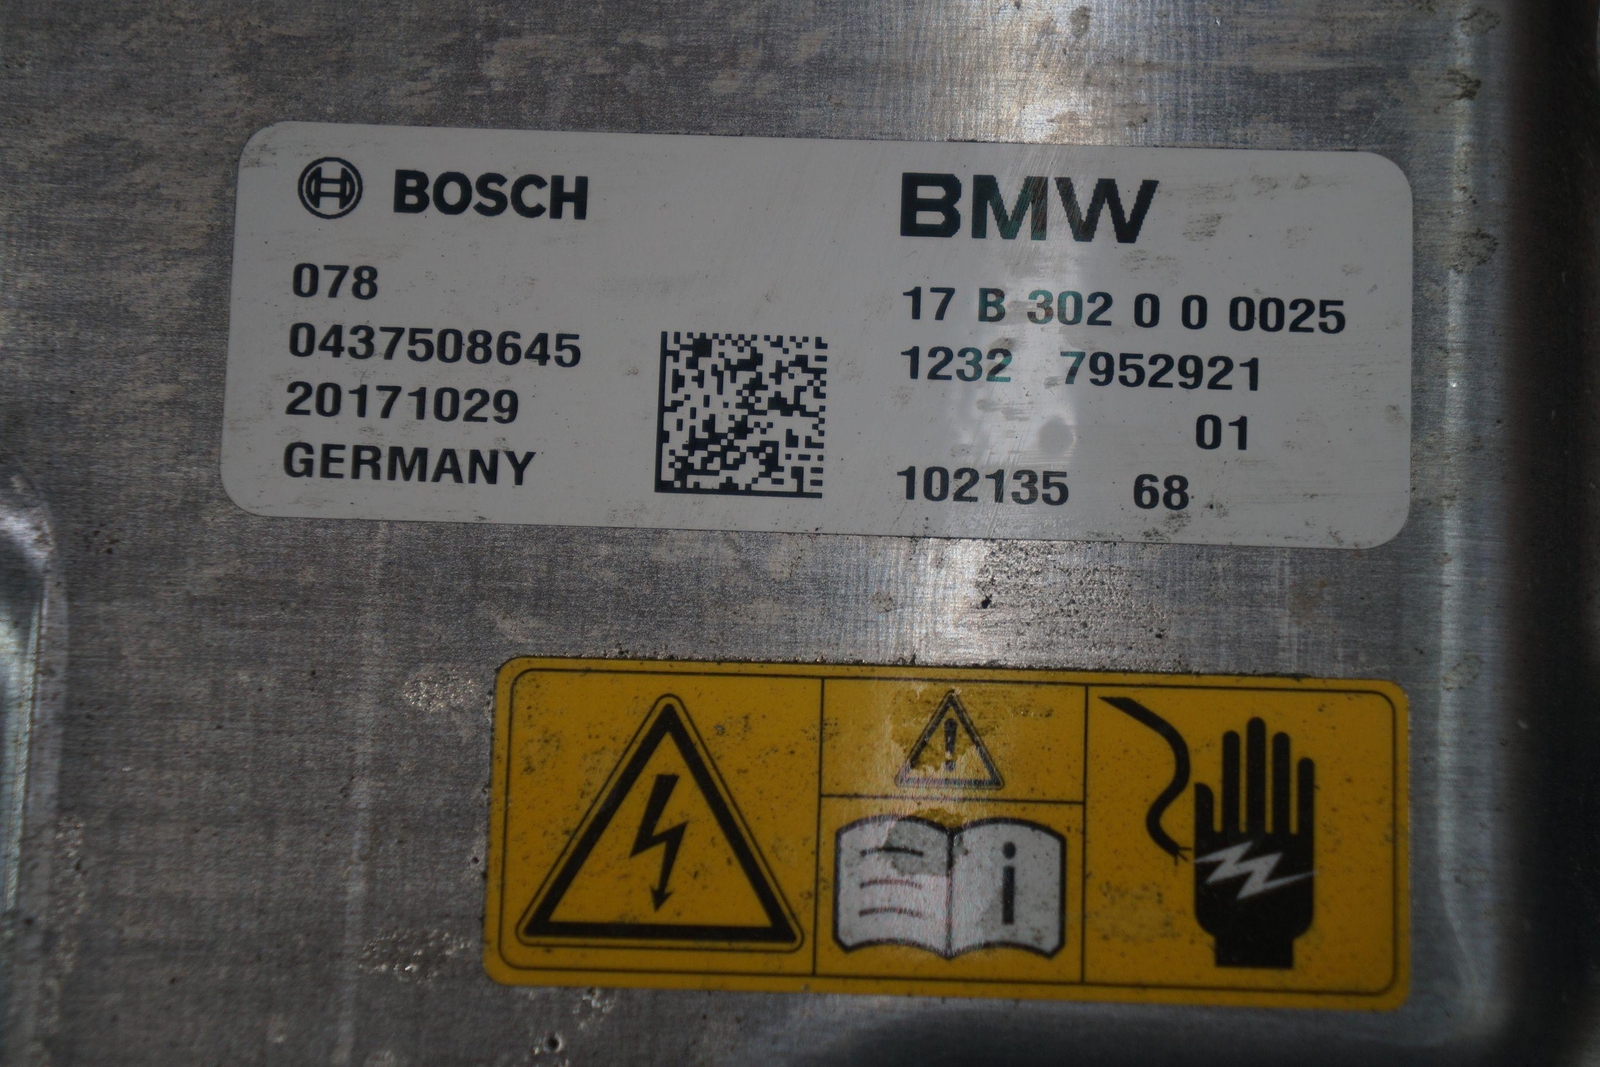 BOSCH
078
0437508645
20171029
GERMANY
BMW
17 B 302 0 0 0025
1232 7952921
01
102135 68
!
i